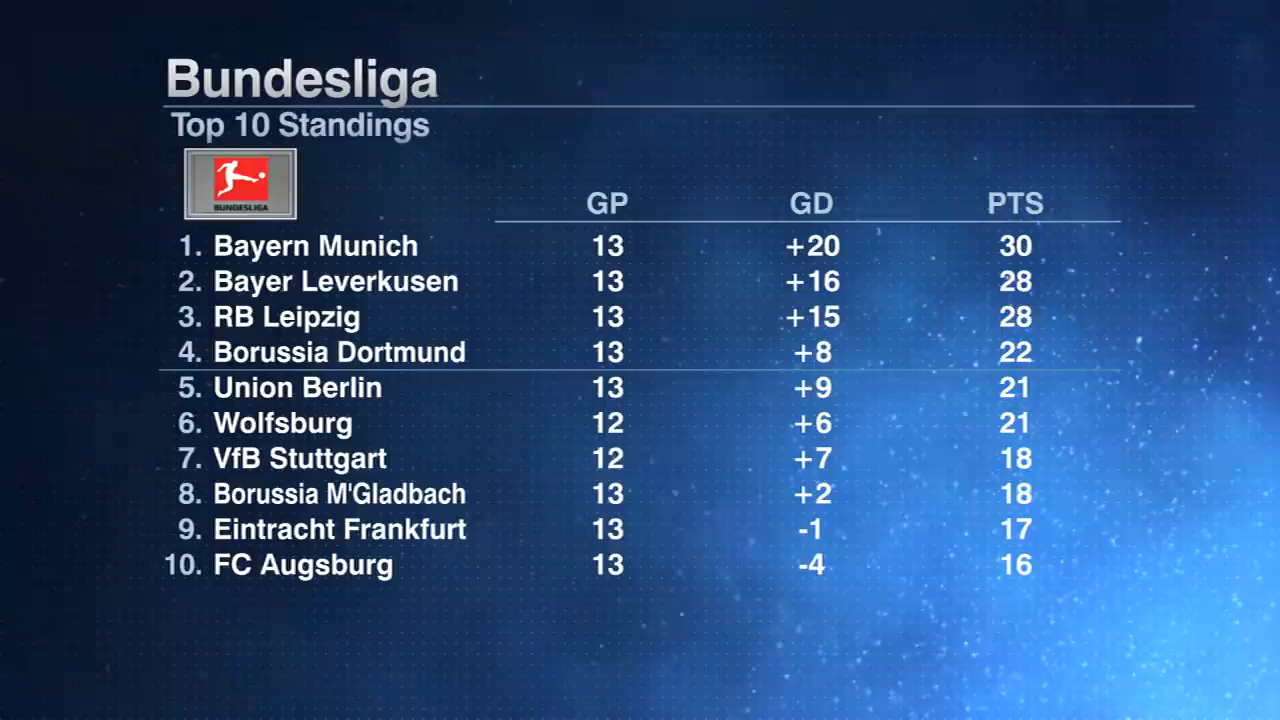 Bundesliga
Top 10 Standings
BUNDESLIGA
GP GD PTS
1. Bayern Munich 13 +20 30
2. Bayer Leverkusen 13 +16 28
3. RB Leipzig 13 +15 28
4. Borussia Dortmund 13 +8 22
5. Union Berlin 13 +9 21
6. Wolfsburg 12 +6 21
7. VfB Stuttgart 12 +7 18
8. Borussia M'Gladbach 13 +2 18
9. Eintracht Frankfurt 13 -1 17
10. FC Augsburg 13 -4 16